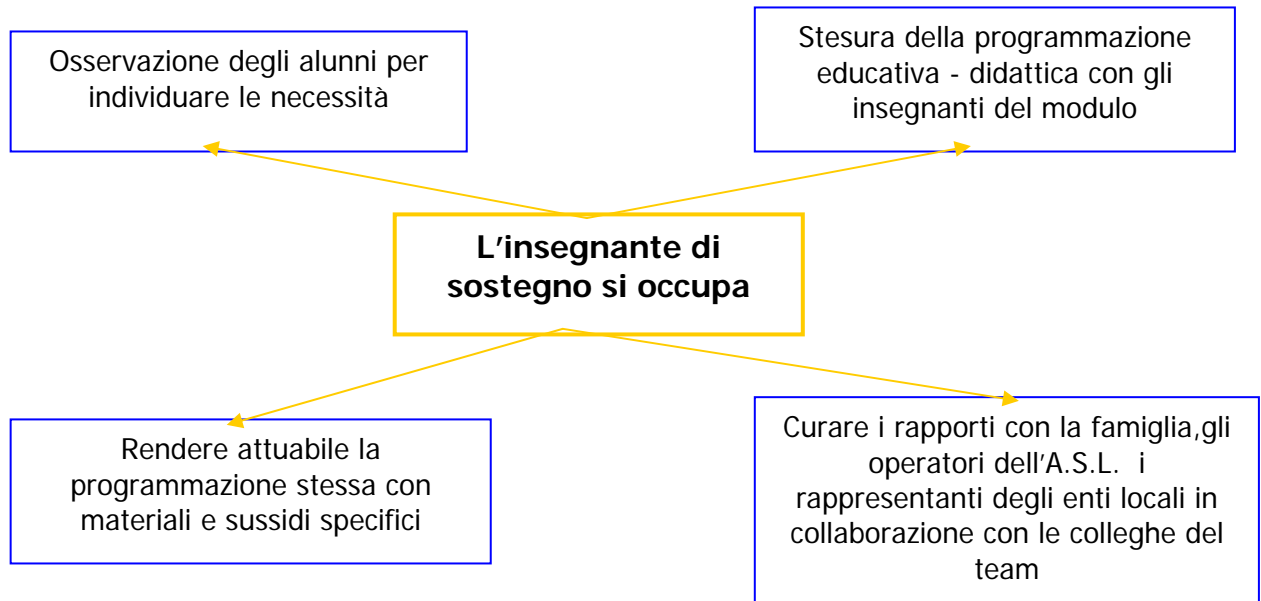 Osservazione degli alunni per
individuare le necessità
Stesura della programmazione
educativa - didattica con gli
insegnanti del modulo
L'insegnante di
sostegno si occupa
Rendere attuabile la
programmazione stessa con
materiali e sussidi specifici
Curare i rapporti con la famiglia,gli
operatori dell'A.S.L. i
rappresentanti degli enti locali in
collaborazione con le colleghe del
team